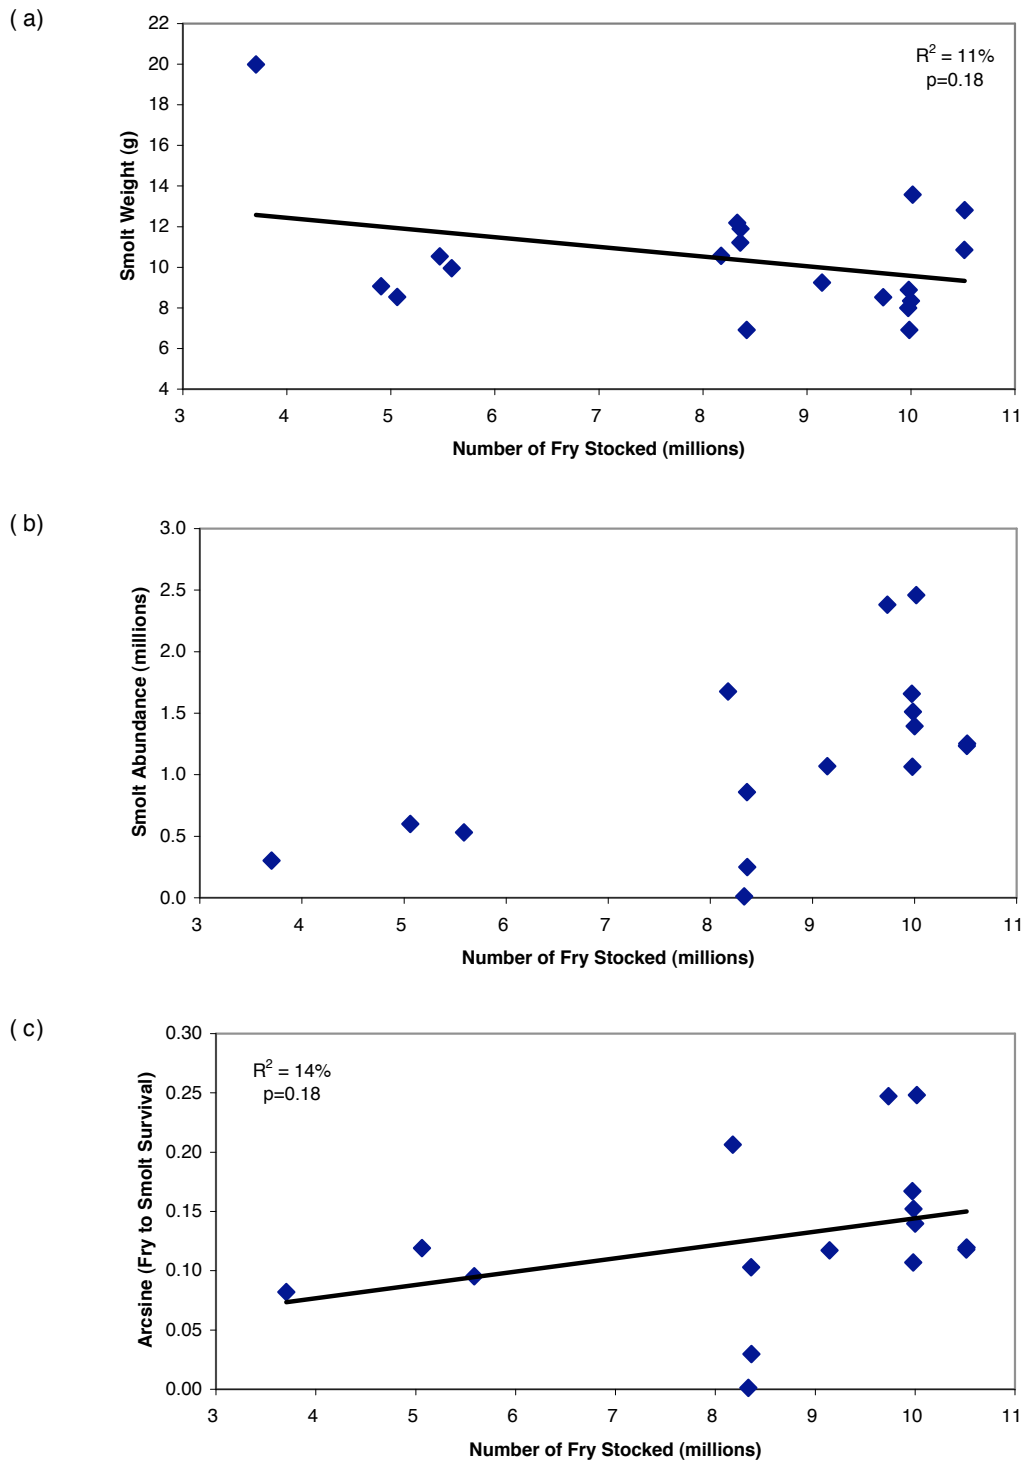 ( a)
22
20
18
16
14
12
10
8
6
4
Smolt Weight (g)
R² = 11%
p=0.18
3 4 5 6 7 8 9 10 11
Number of Fry Stocked (millions)
( b)
3.0
2.5
2.0
1.5
1.0
0.5
0.0
Smolt Abundance (millions)
3 4 5 6 7 8 9 10 11
Number of Fry Stocked (millions)
( c)
0.30
0.25
0.20
0.15
0.10
0.05
0.00
Arcsine (Fry to Smolt Survival)
R² = 14%
p=0.18
3 4 5 6 7 8 9 10 11
Number of Fry Stocked (millions)